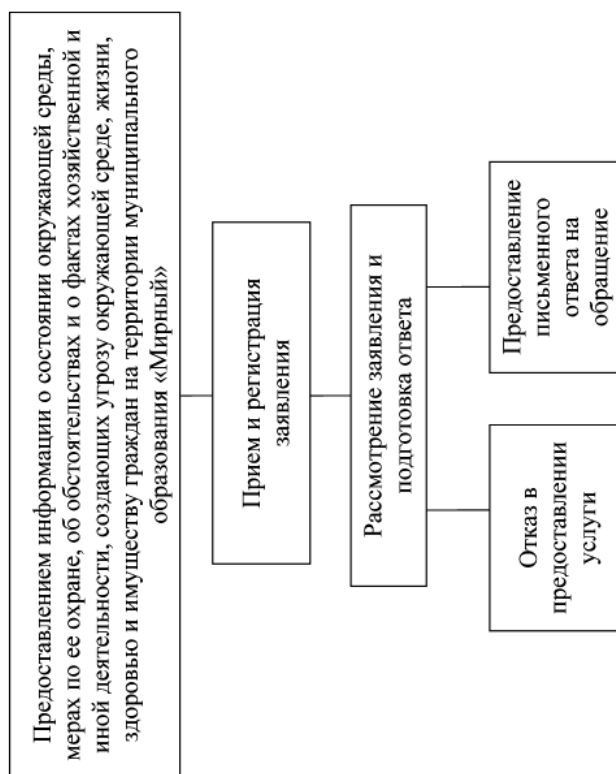 Предоставлением информации о состоянии окружающей среды,
мерах по ее охране, об обстоятельствах и о фактах хозяйственной и
иной деятельности, создающих угрозу окружающей среде, жизни,
здоровью и имуществу граждан на территории муниципального
образования «Мирный»
Прием и регистрация
заявления
Рассмотрение заявления и
подготовка ответа
Отказ в
предоставлении
услуги
Предоставление
письменного
ответа на
обращение